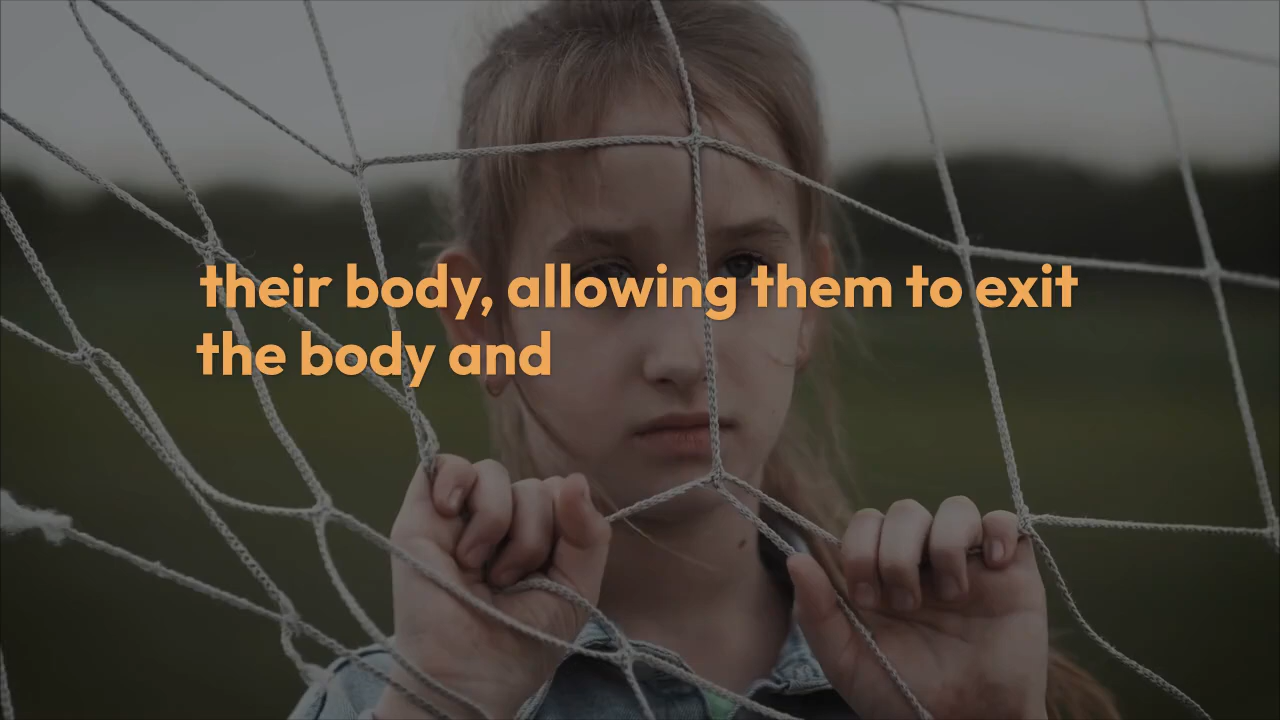 their body, allowing them to exit
the body and